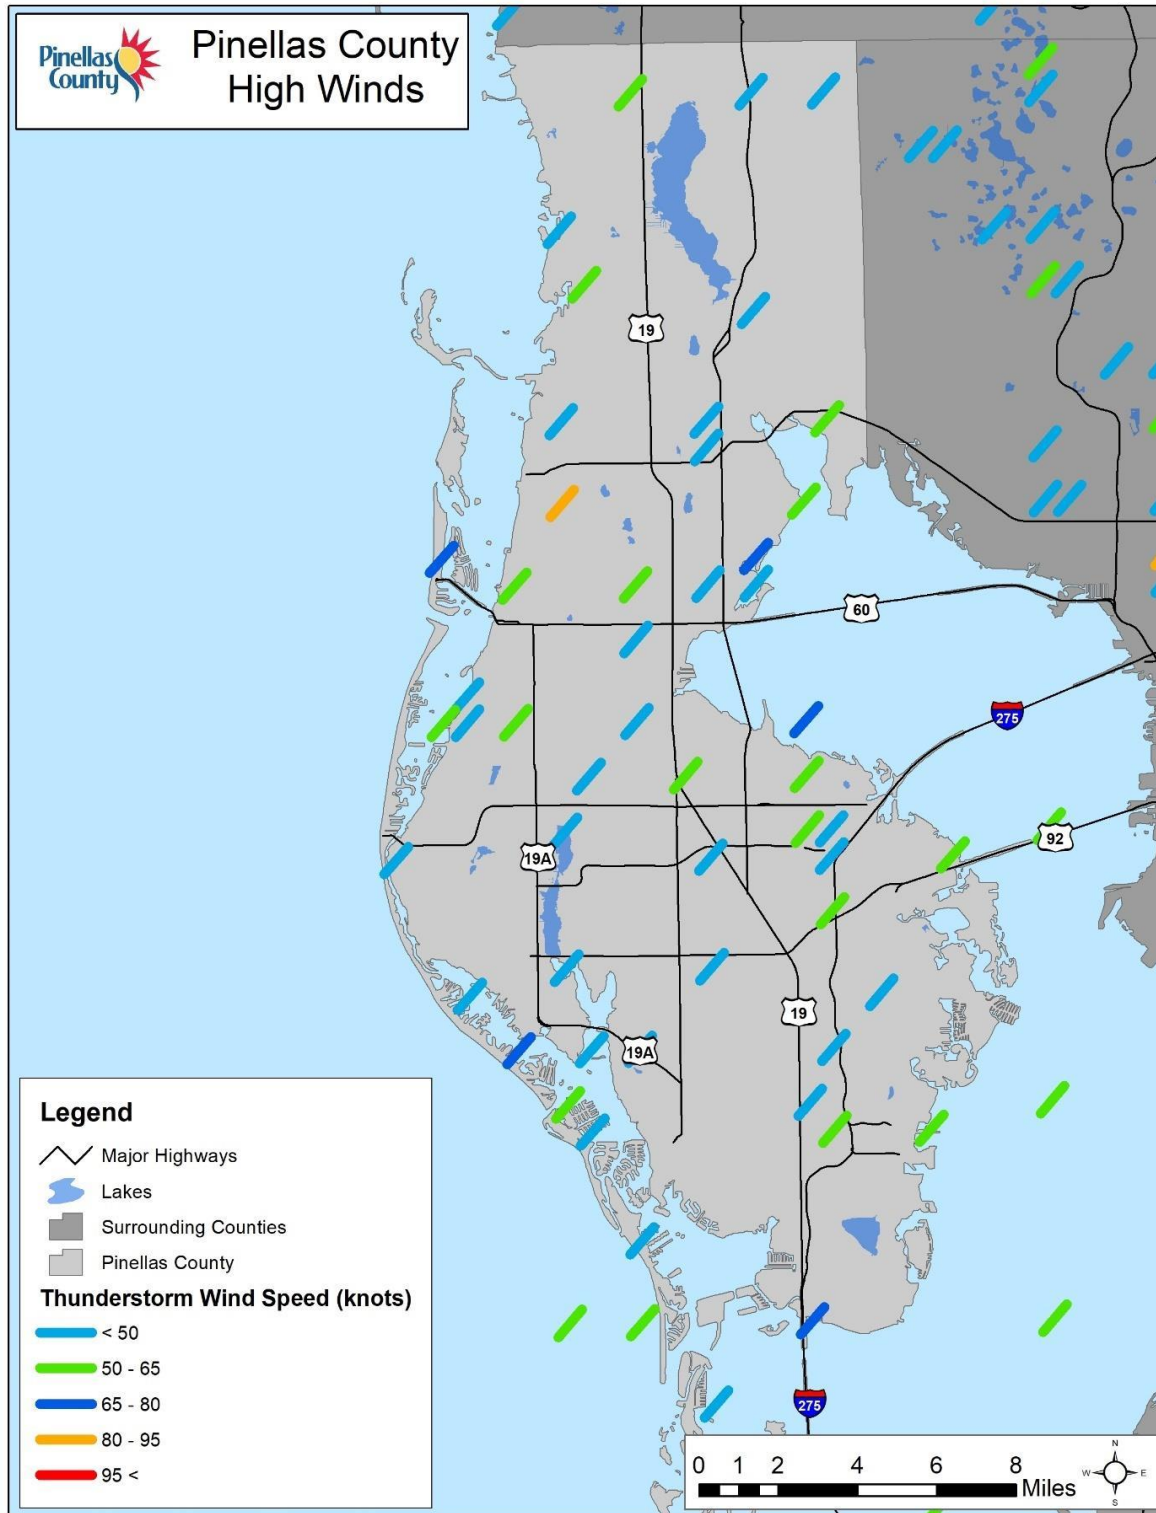 Pinellas
County
Pinellas County
High Winds
19
60
275
92
19A
19
19A
275
Legend
Major Highways
Lakes
Surrounding Counties
Pinellas County
Thunderstorm Wind Speed (knots)
< 50
50 - 65
65 - 80
80 - 95
95 <
0 1 2 4 6 8
Miles
N
W E
S